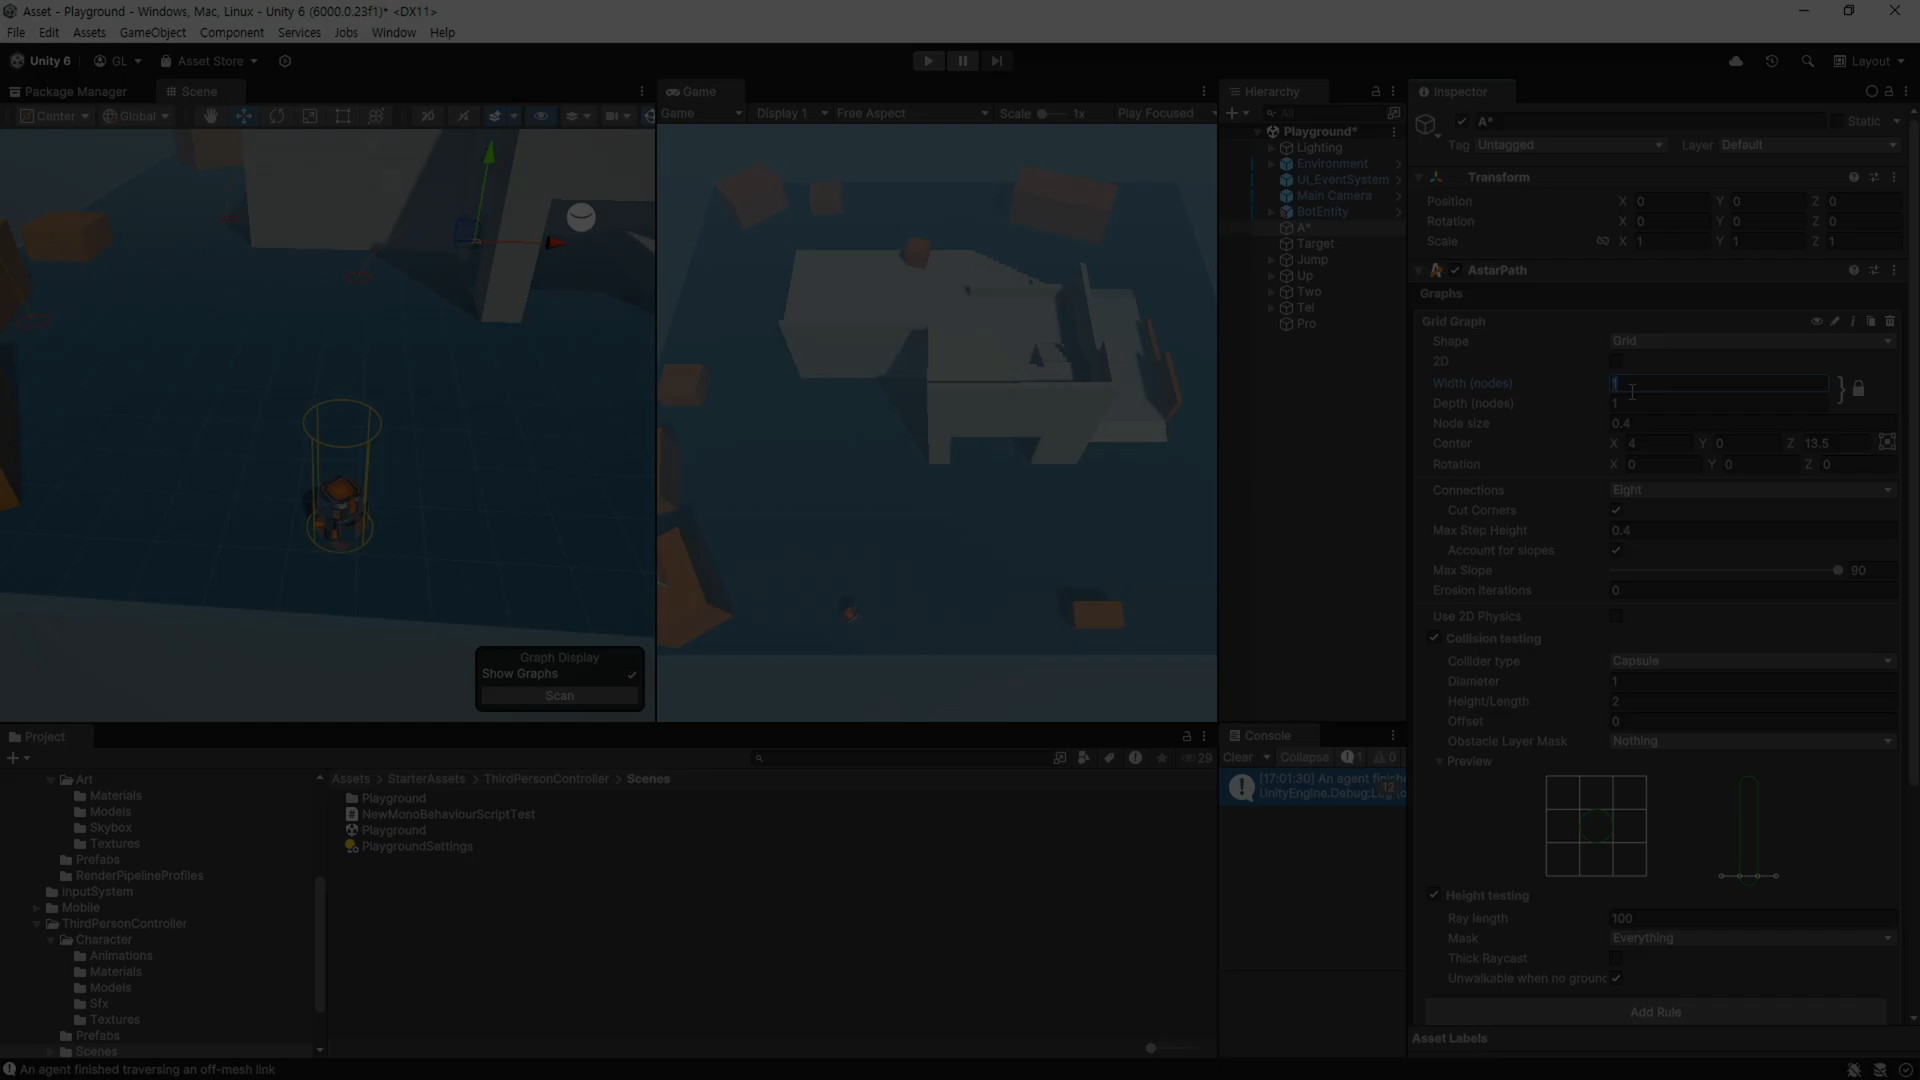 Asset - Playground - Windows, Mac, Linux - Unity 6 (6000.0.23f1)* <DX11>
File Edit Assets GameObject Component Services Jobs Window Help
Unity 6 GL Asset Store Layout
Package Manager Scene
Center Global
Game
Game Display 1 Free Aspect Scale 1x Play Focused
Hierarchy
All
Playground*
Lighting
Environment
UI_EventSystem
Main Camera
BotEntity
A*
Target
Jump
Up
Two
Tel
Pro
Inspector
A* Static
Tag Untagged Layer Default
Transform
Position X 0 Y 0 Z 0
Rotation X 0 Y 0 Z 0
Scale X 1 Y 1 Z 1
AstarPath
Graphs
Grid Graph
Shape Grid
2D
Width (nodes) 1
Depth (nodes) 1
Node size 0.4
Center X 4 Y 0 Z 13.5
Rotation X 0 Y 0 Z 0
Connections Eight
Cut Corners
Max Step Height 0.4
Account for slopes
Max Slope 90
Erosion iterations 0
Use 2D Physics
Collision testing
Collider type Capsule
Diameter 1
Height/Length 2
Offset 0
Obstacle Layer Mask Nothing
Preview
Height testing
Ray length 100
Mask Everything
Thick Raycast
Unwalkable when no ground
Add Rule
Asset Labels
Graph Display
Show Graphs
Scan
Project
29
Art
Materials
Models
Skybox
Textures
Prefabs
RenderPipelineProfiles
InputSystem
Mobile
ThirdPersonController
Character
Animations
Materials
Models
Sfx
Textures
Prefabs
Scenes
Assets > StarterAssets > ThirdPersonController > Scenes
Playground
NewMonoBehaviourScriptTest
Playground
PlaygroundSettings
Console
Clear Collapse 1 0
[17:01:30] An agent finishe
UnityEngine.Debug:Log (o
12
An agent finished traversing an off-mesh link